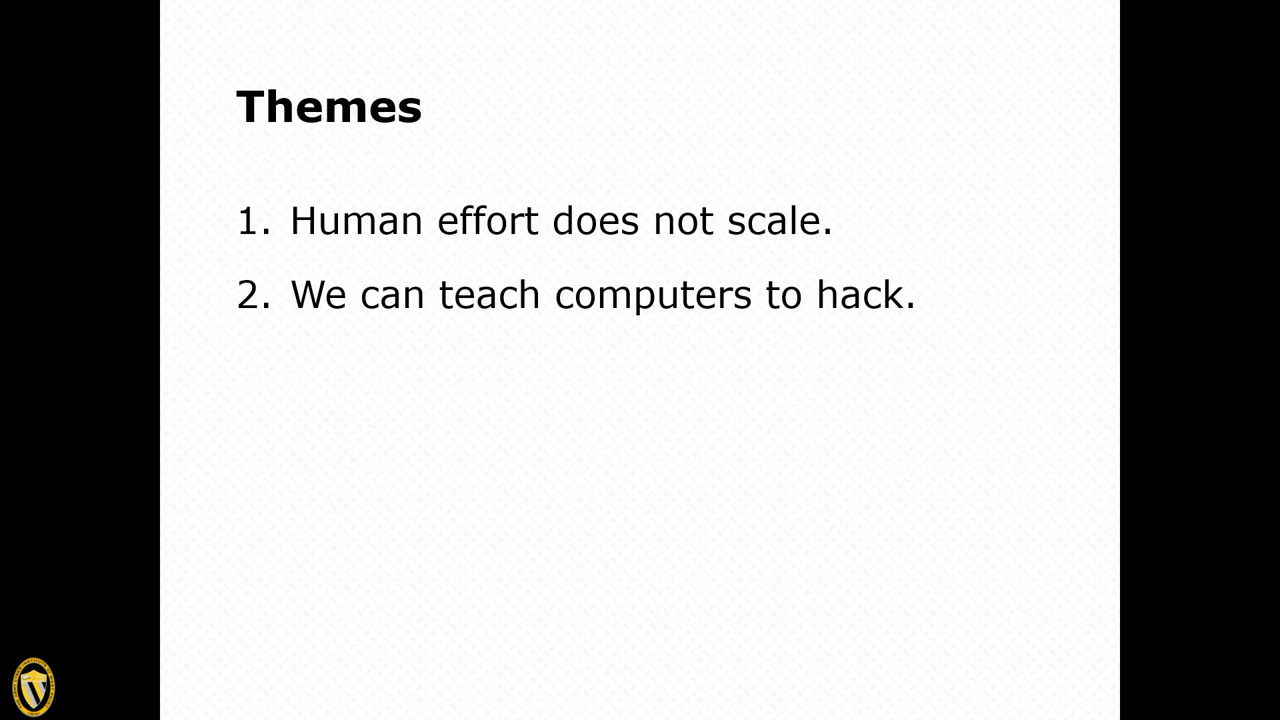 Themes
1. Human effort does not scale.
2. We can teach computers to hack.